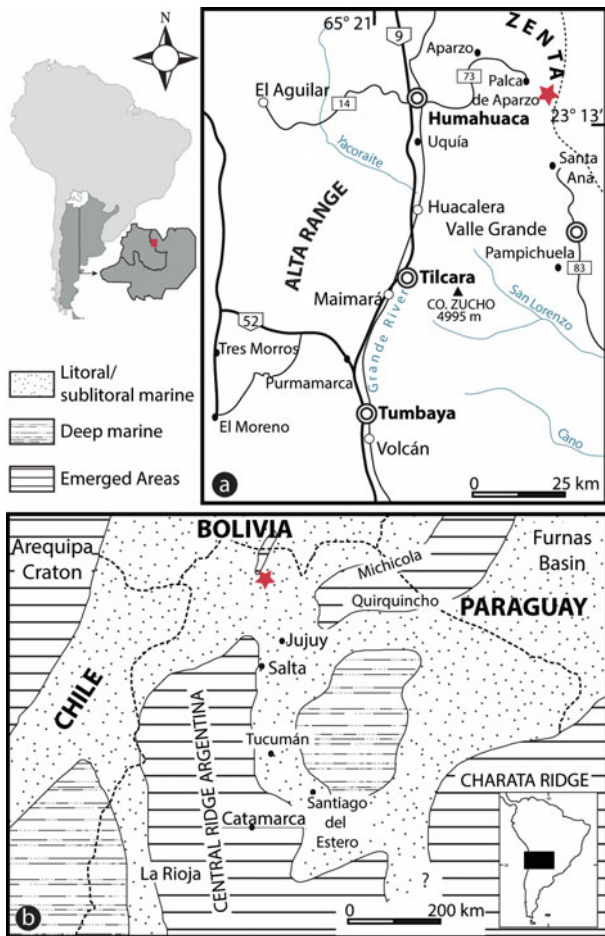 N
Litoral/
sublitoral marine
Deep marine
Emerged Areas
65° 21
9
ZENTA
Aparzo
73
Palca
de Aparzo
El Aguilar
14
Humahuaca
23° 13'
Uquía
Yacoraite
Santa
Ana
ALTA RANGE
Huacalera
Valle Grande
Pampichuela
83
Tilcara
Maimará
CO. ZUCHO
4995 m
San Lorenzo
Grande River
52
Tres Morros
Purmamarca
El Moreno
Tumbaya
Volcán
Cano
a
0 25 km
BOLIVIA
Arequipa
Craton
Furnas
Basin
Michicola
Quirquincho
PARAGUAY
Jujuy
Salta
CHILE
Tucumán
CENTRAL RIDGE ARGENTINA
CHARATA RIDGE
Santiago
del
Estero
Catamarca
La Rioja
?
b
0 200 km